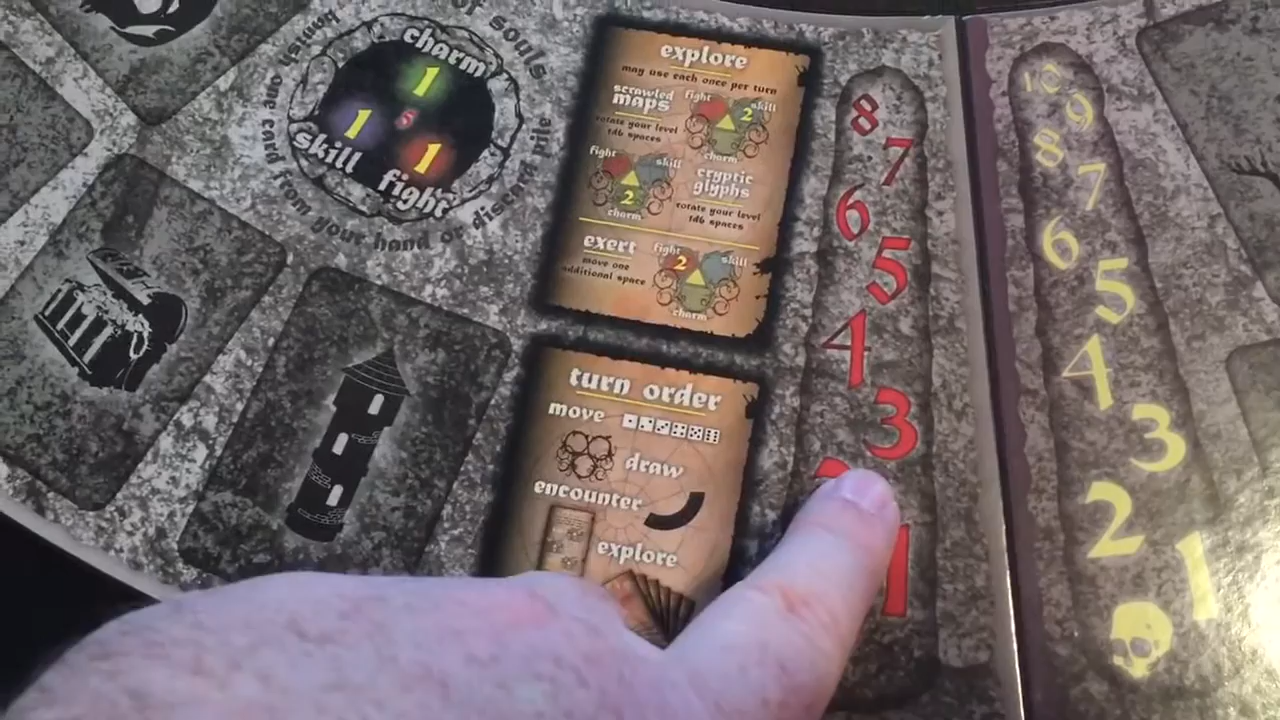 of souls
banish one card from your hand or discard
charm
1
1
5
1
skill
fight
explore
may use each once per turn
scrawled
maps
rotate your level
1d6 spaces
fight
skill
2
charm
fight
skill
2
charm
cryptic
glyphs
rotate your level
1d6 spaces
exert
move one
additional space
fight
skill
2
charm
turn order
move
draw
encounter
explore
8
7
6
5
4
3
1
10
9
8
7
6
5
4
3
2
1